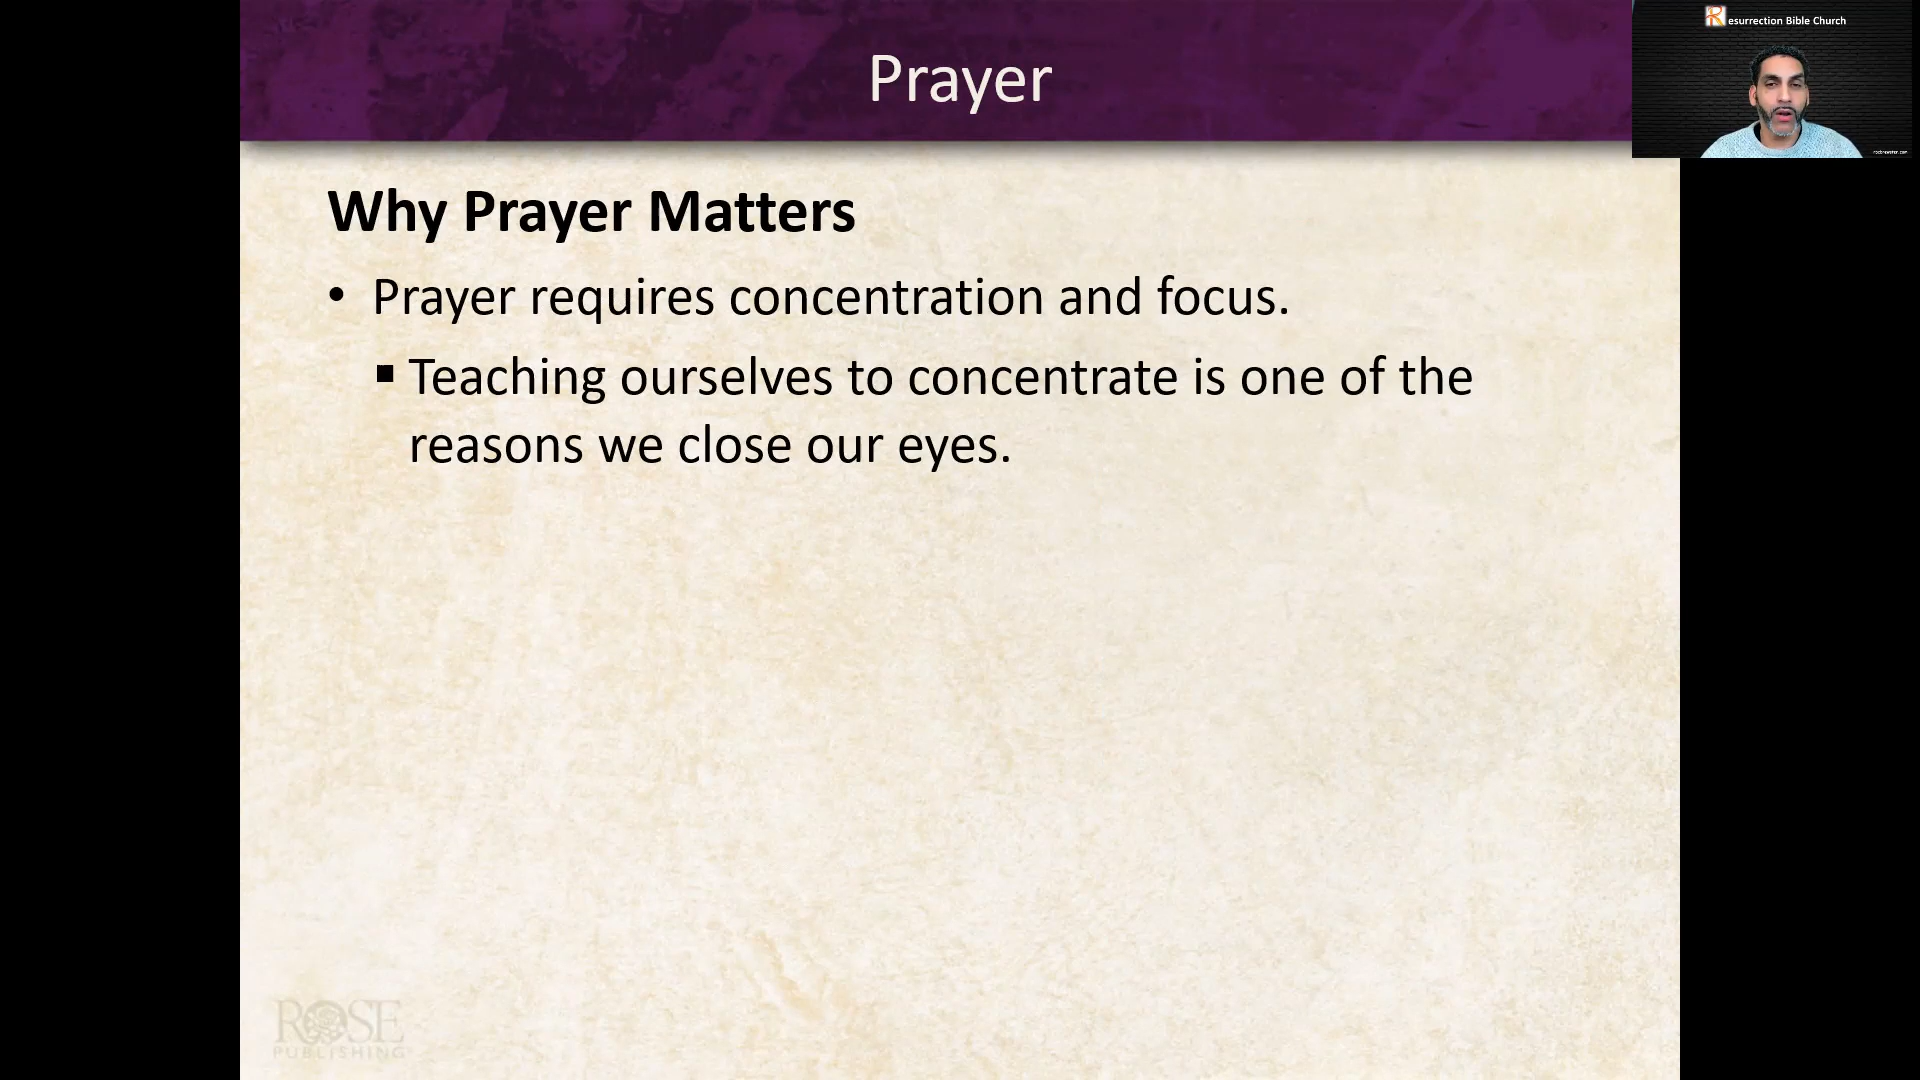 Prayer
Resurrection Bible Church
Why Prayer Matters
• Prayer requires concentration and focus.
▪ Teaching ourselves to concentrate is one of the
reasons we close our eyes.
ROSE
PUBLISHING